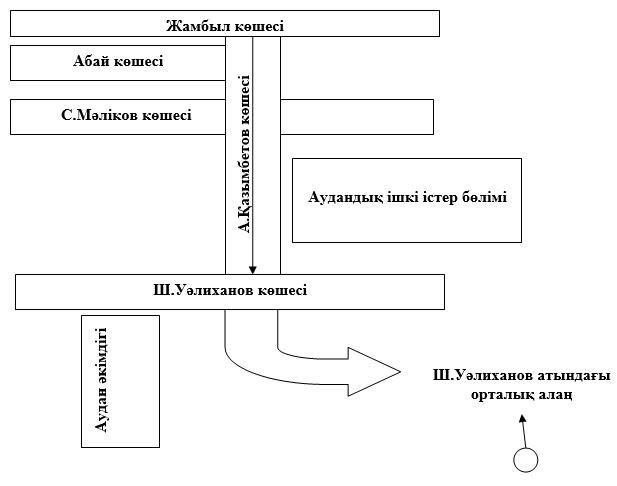 Жамбыл көшесі
Абай көшесі
С.Мәліков көшесі
А.Қазымбетов көшесі
Аудандық ішкі істер бөлімі
Ш.Уәлиханов көшесі
Аудан әкімдігі
Ш.Уәлиханов атындағы
орталық алаң